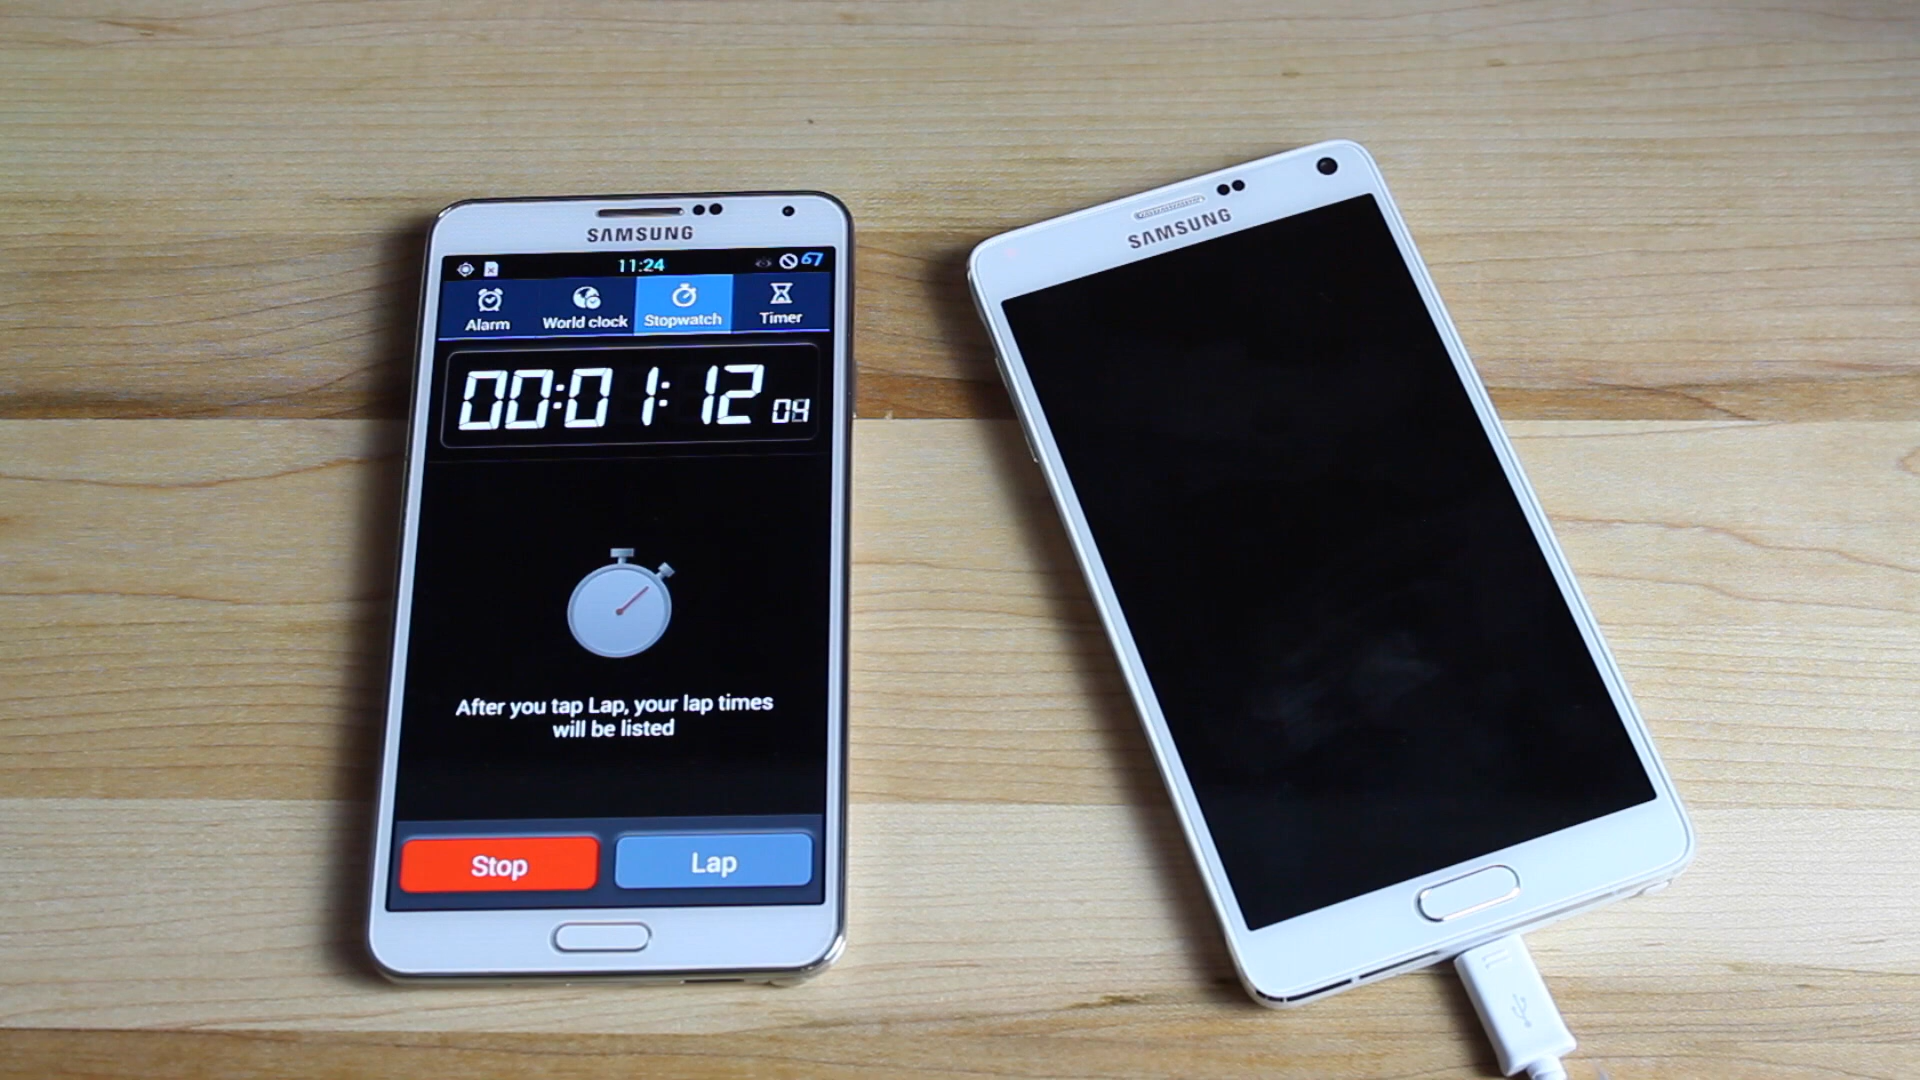 SAMSUNG
11:24
67
Alarm
World clock
Stopwatch
Timer
00:01:12 04
After you tap Lap, your lap times
will be listed
Stop
Lap
SAMSUNG